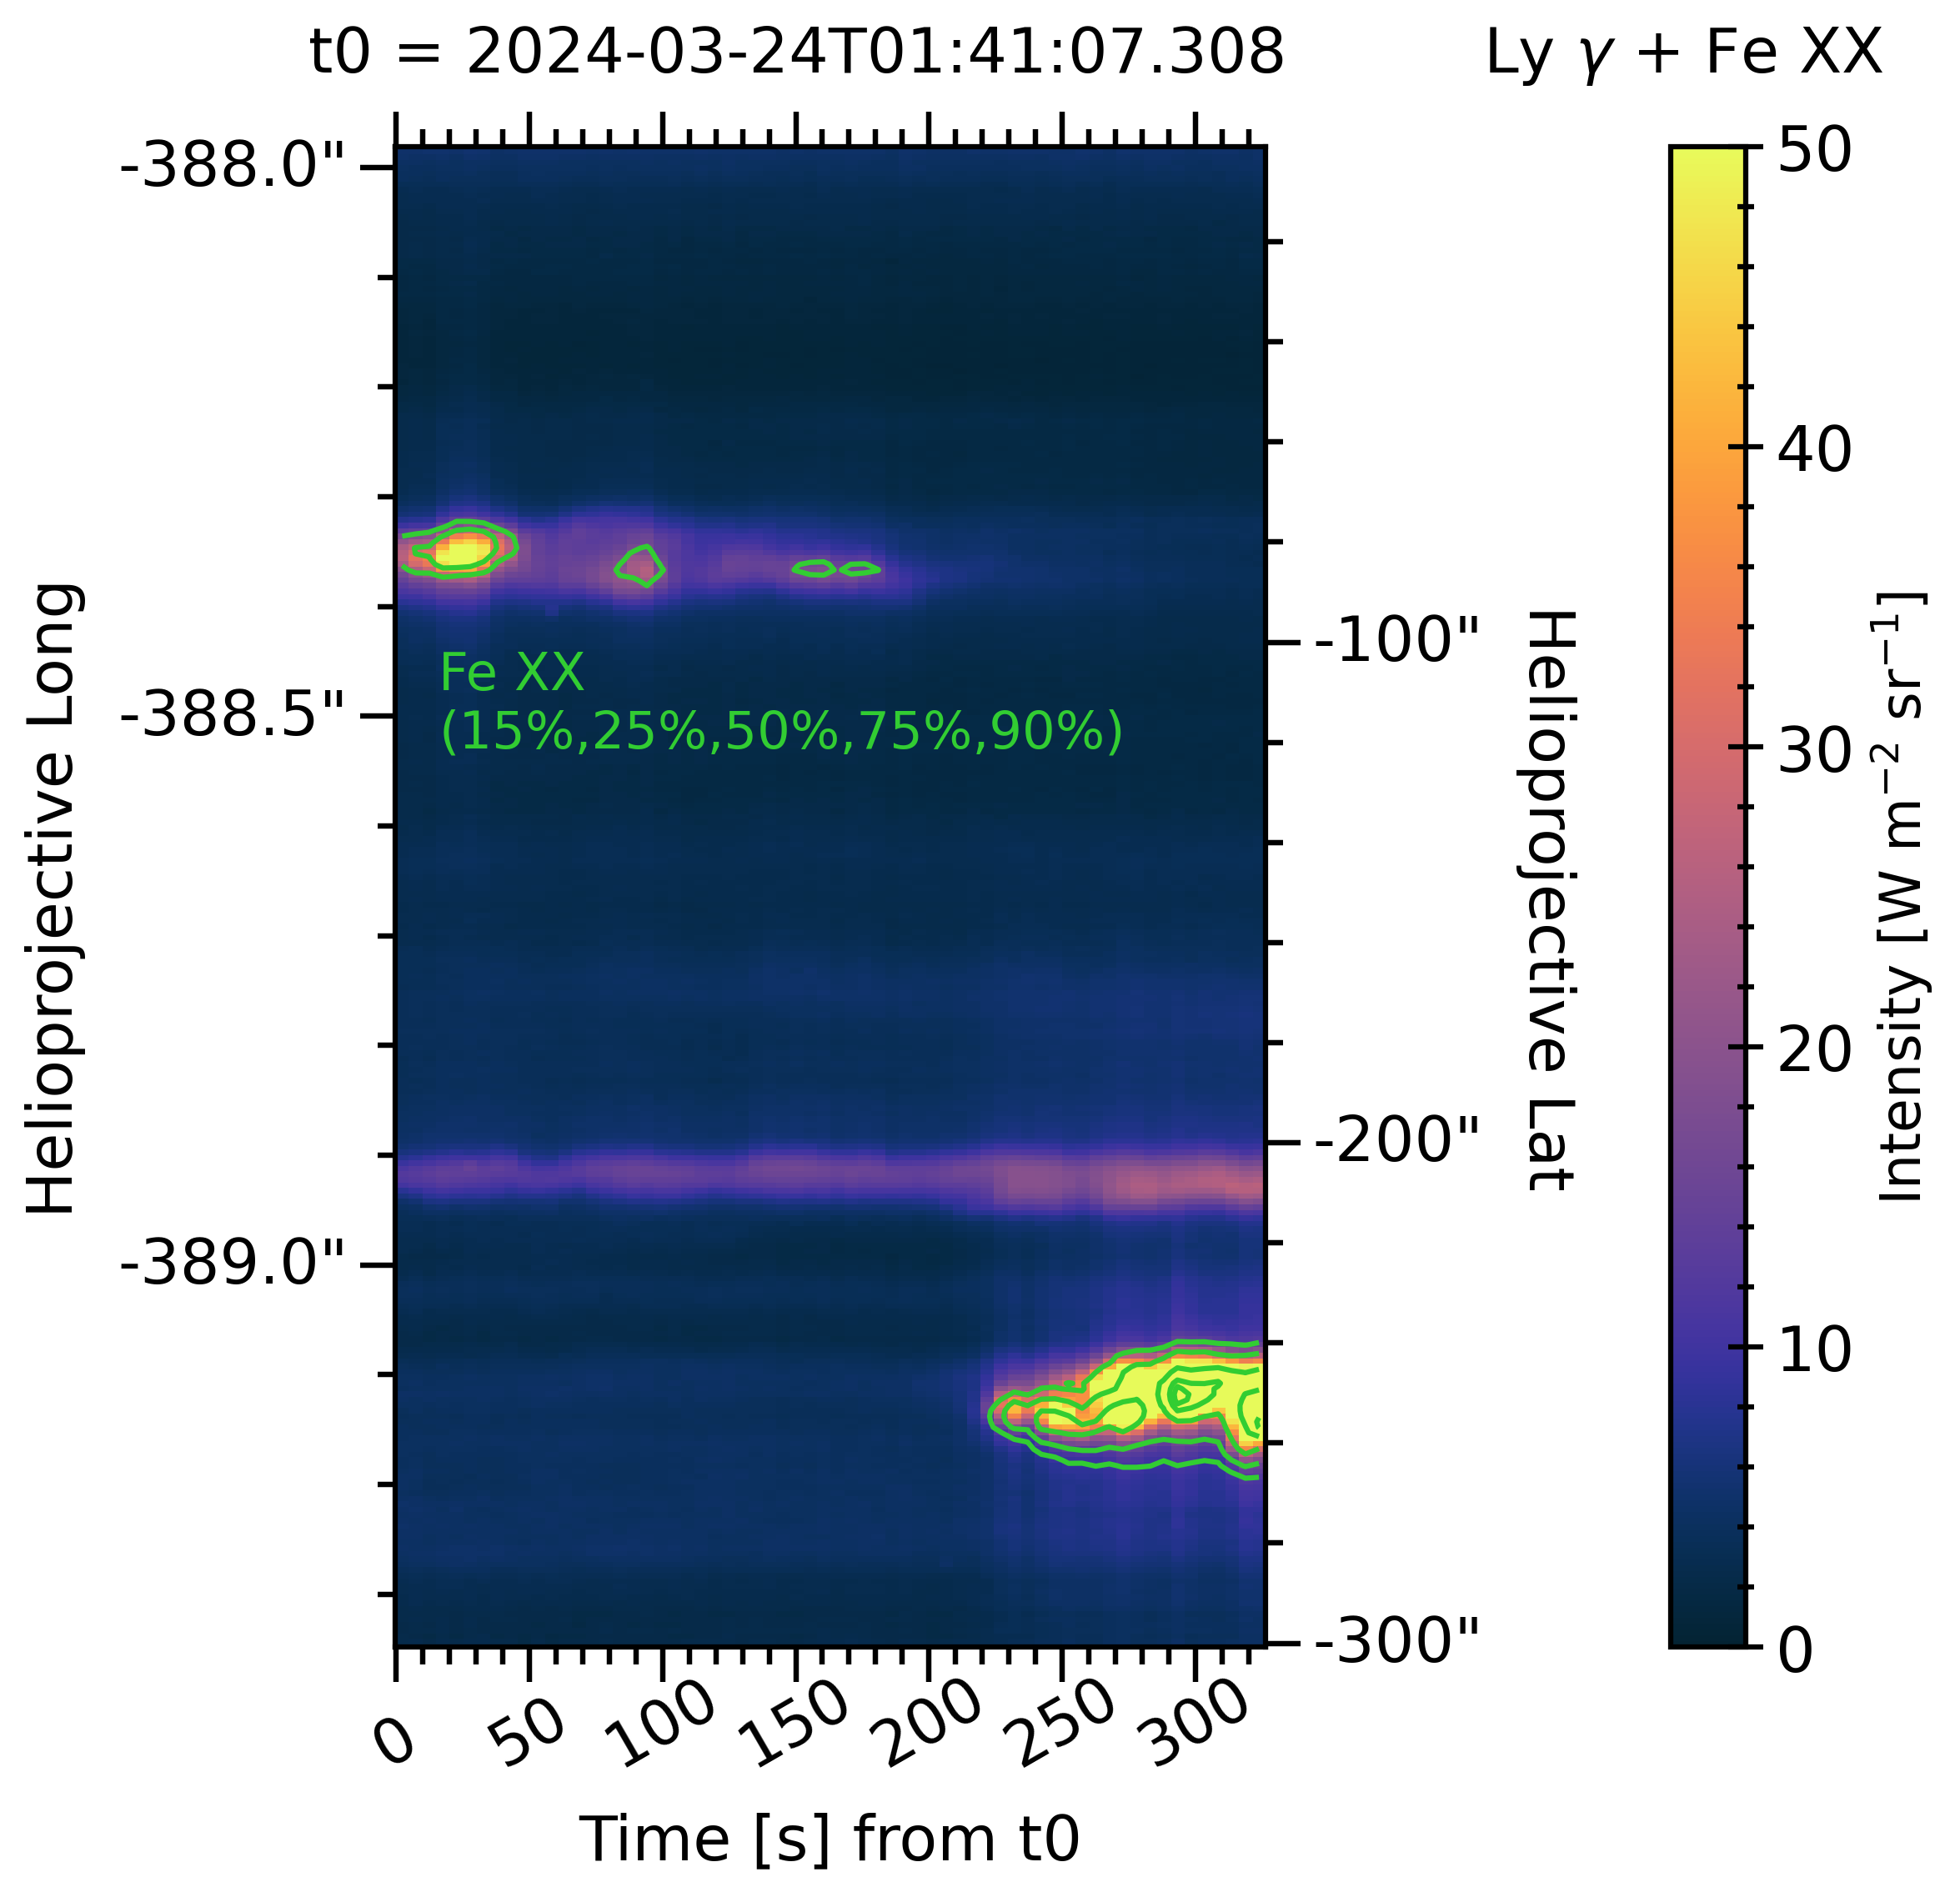 t0 = 2024-03-24T01:41:07.308
Ly γ + Fe XX
-388.0"
-388.5"
-389.0"
Helioprojective Long
Fe XX
(15%,25%,50%,75%,90%)
-100"
-200"
-300"
Helioprojective Lat
50
40
30
20
10
0
Intensity [W m⁻² sr⁻¹]
0 50 100 150 200 250 300
Time [s] from t0